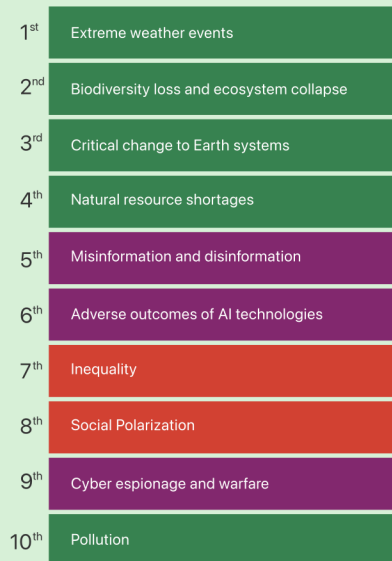 1st Extreme weather events
2nd Biodiversity loss and ecosystem collapse
3rd Critical change to Earth systems
4th Natural resource shortages
5th Misinformation and disinformation
6th Adverse outcomes of AI technologies
7th Inequality
8th Social Polarization
9th Cyber espionage and warfare
10th Pollution